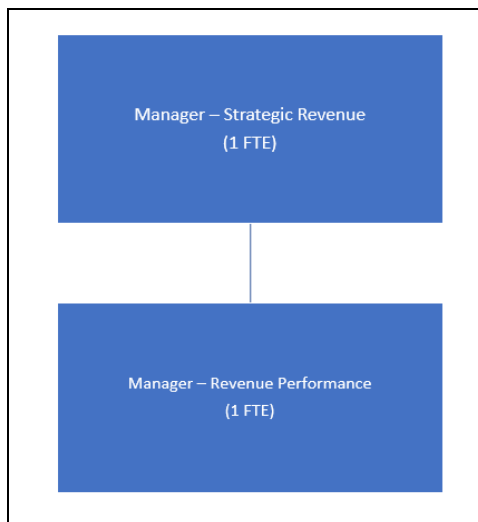 Manager – Strategic Revenue
(1 FTE)
Manager – Revenue Performance
(1 FTE)